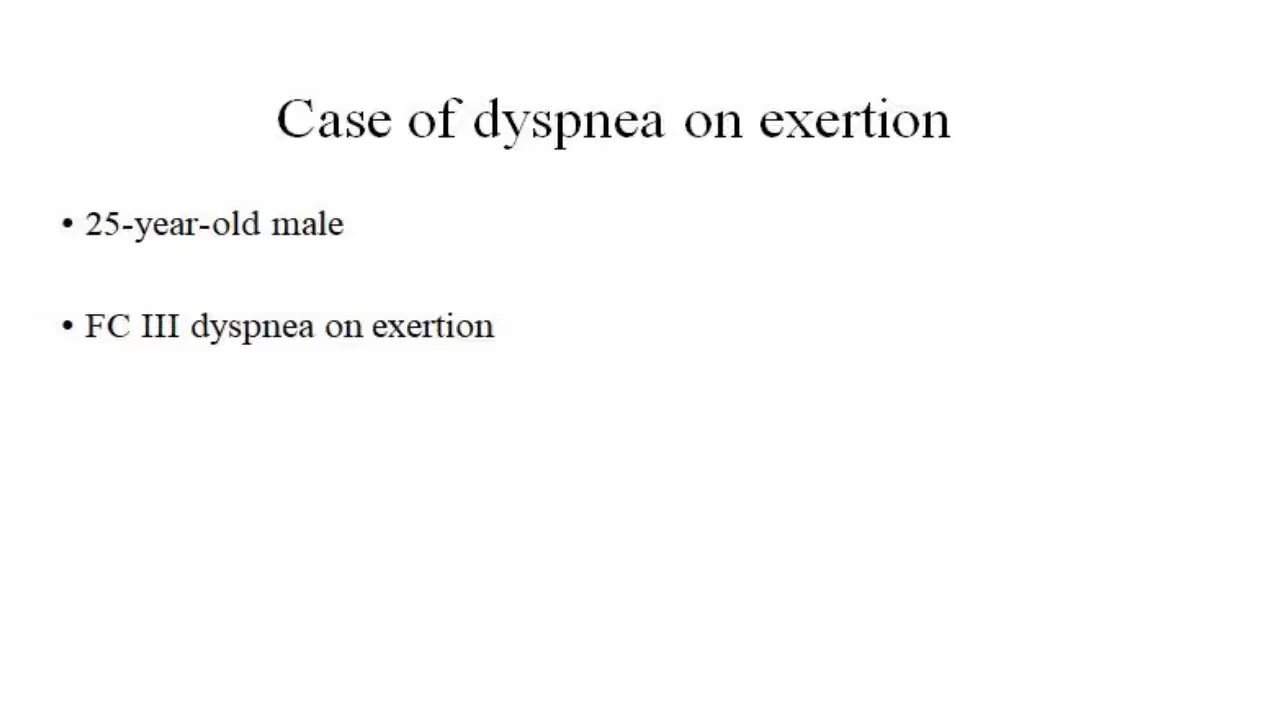 Case of dyspnea on exertion
• 25-year-old male
• FC III dyspnea on exertion